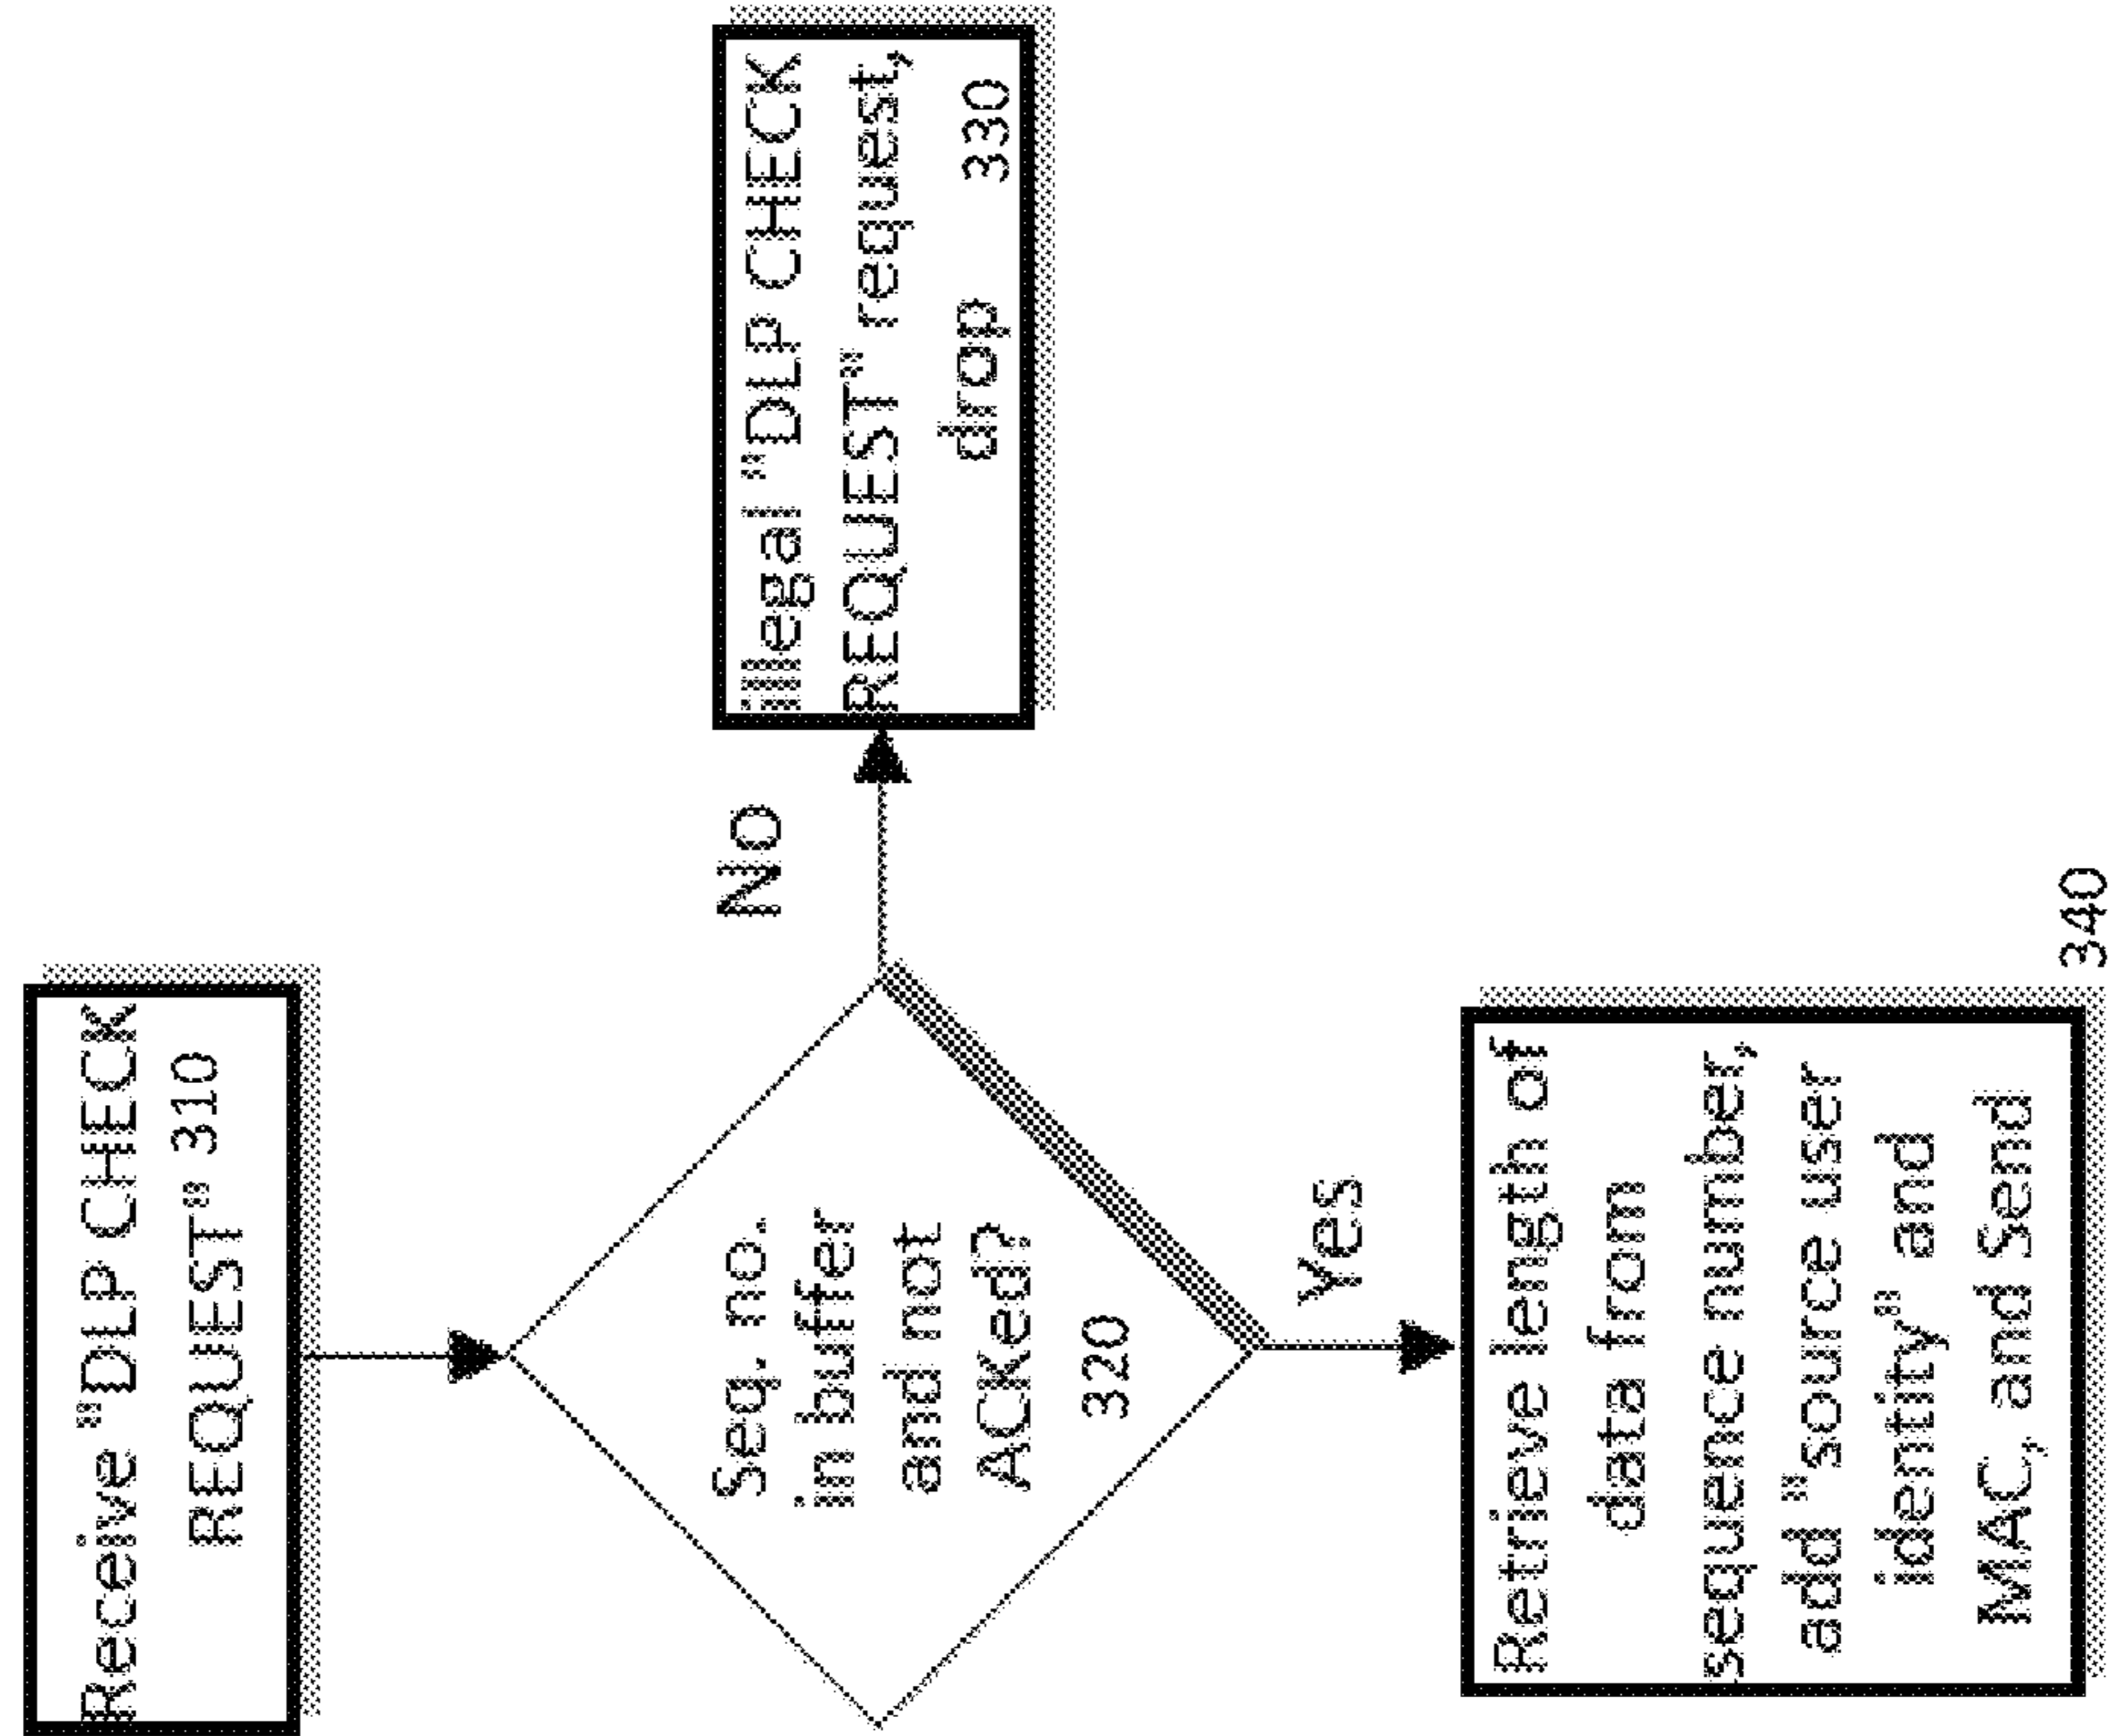 Receive "DLP CHECK
REQUEST" 310
Seq. no.
in buffer
and not
ACKed?
320
No
illegal "DLP CHECK
REQUEST" request,
drop 330
Yes
Retrieve length of
data from
sequence number,
add "source user
identity" and
MAC, and Send
340